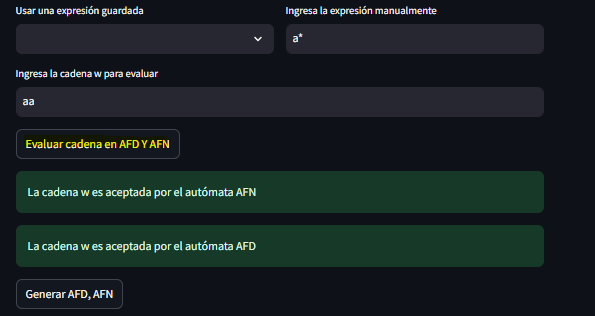 Usar una expresión guardada
Ingresa la expresión manualmente
a*
Ingresa la cadena w para evaluar
aa
Evaluar cadena en AFD Y AFN
La cadena w es aceptada por el autómata AFN
La cadena w es aceptada por el autómata AFD
Generar AFD, AFN